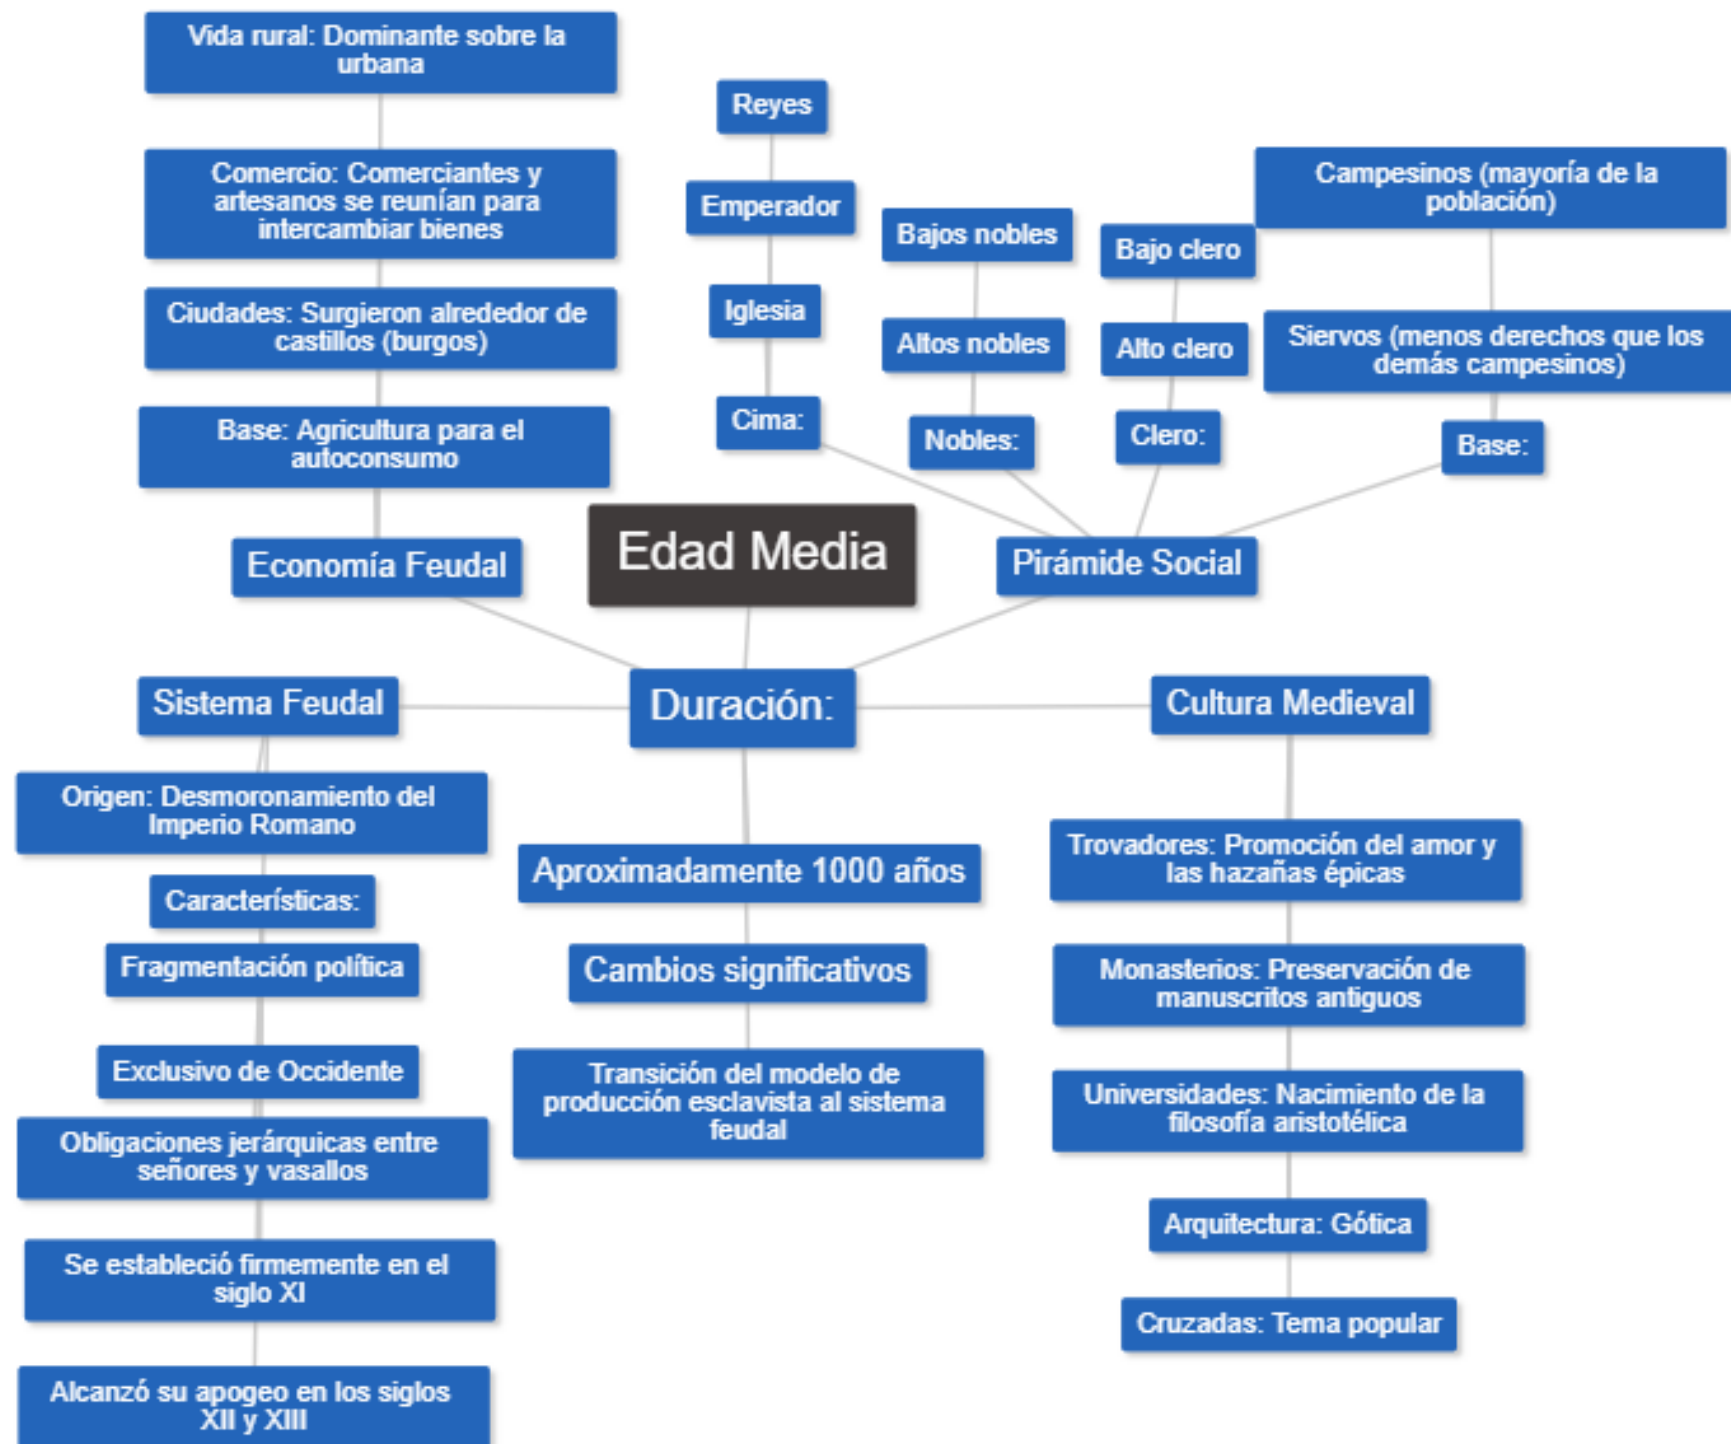 Vida rural: Dominante sobre la
urbana
Comercio: Comerciantes y
artesanos se reunían para
intercambiar bienes
Ciudades: Surgieron alrededor de
castillos (burgos)
Base: Agricultura para el
autoconsumo
Economía Feudal
Reyes
Emperador
Iglesia
Cima:
Bajos nobles
Altos nobles
Nobles:
Bajo clero
Alto clero
Clero:
Campesinos (mayoría de la
población)
Siervos (menos derechos que los
demás campesinos)
Base:
Edad Media
Pirámide Social
Sistema Feudal
Duración:
Cultura Medieval
Origen: Desmoronamiento del
Imperio Romano
Características:
Fragmentación política
Exclusivo de Occidente
Obligaciones jerárquicas entre
señores y vasallos
Se estableció firmemente en el
siglo XI
Alcanzó su apogeo en los siglos
XII y XIII
Aproximadamente 1000 años
Cambios significativos
Transición del modelo de
producción esclavista al sistema
feudal
Trovadores: Promoción del amor y
las hazañas épicas
Monasterios: Preservación de
manuscritos antiguos
Universidades: Nacimiento de la
filosofía aristotélica
Arquitectura: Gótica
Cruzadas: Tema popular